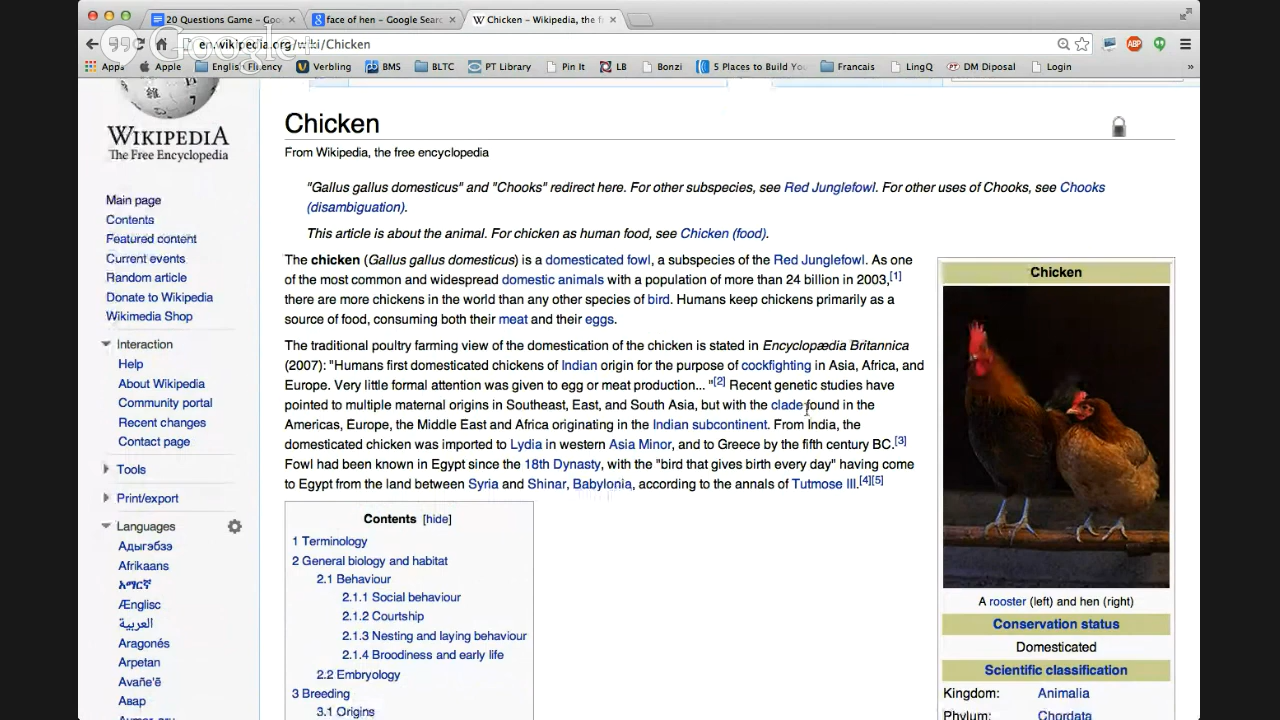 20 Questions Game – Goo
face of hen – Google Searc
Chicken – Wikipedia, the f
Google+
en.wikipedia.org/wiki/Chicken
Apps
Apple
English Fluency
Verbling
BMS
BLTC
PT Library
Pin It
LB
Bonzi
5 Places to Build Yo
Francais
LingQ
DM Diposal
Login
»
WIKIPEDIA
The Free Encyclopedia
Main page
Contents
Featured content
Current events
Random article
Donate to Wikipedia
Wikimedia Shop
Interaction
Help
About Wikipedia
Community portal
Recent changes
Contact page
Tools
Print/export
Languages
Адыгэбзэ
Afrikaans
አማርኛ
Ænglisc
العربية
Aragonés
Arpetan
Avañe'ẽ
Авар
Chicken
From Wikipedia, the free encyclopedia
"Gallus gallus domesticus" and "Chooks" redirect here. For other subspecies, see Red Junglefowl. For other uses of Chooks, see Chooks
(disambiguation).
This article is about the animal. For chicken as human food, see Chicken (food).
The chicken (Gallus gallus domesticus) is a domesticated fowl, a subspecies of the Red Junglefowl. As one
of the most common and widespread domestic animals with a population of more than 24 billion in 2003,[1]
there are more chickens in the world than any other species of bird. Humans keep chickens primarily as a
source of food, consuming both their meat and their eggs.
The traditional poultry farming view of the domestication of the chicken is stated in Encyclopædia Britannica
(2007): "Humans first domesticated chickens of Indian origin for the purpose of cockfighting in Asia, Africa, and
Europe. Very little formal attention was given to egg or meat production... "[2] Recent genetic studies have
pointed to multiple maternal origins in Southeast, East, and South Asia, but with the clade found in the
Americas, Europe, the Middle East and Africa originating in the Indian subcontinent. From India, the
domesticated chicken was imported to Lydia in western Asia Minor, and to Greece by the fifth century BC.[3]
Fowl had been known in Egypt since the 18th Dynasty, with the "bird that gives birth every day" having come
to Egypt from the land between Syria and Shinar, Babylonia, according to the annals of Tutmose III.[4][5]
Contents [hide]
1 Terminology
2 General biology and habitat
2.1 Behaviour
2.1.1 Social behaviour
2.1.2 Courtship
2.1.3 Nesting and laying behaviour
2.1.4 Broodiness and early life
2.2 Embryology
3 Breeding
3.1 Origins
Chicken
A rooster (left) and hen (right)
Conservation status
Domesticated
Scientific classification
Kingdom: Animalia
Phylum: Chordata